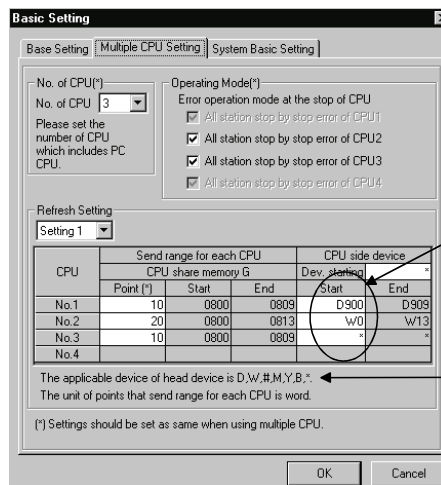 Basic Setting
Base Setting Multiple CPU Setting System Basic Setting
No. of CPU(*)
No. of CPU 3
Please set the
number of CPU
which includes PC
CPU.
Operating Mode(*)
Error operation mode at the stop of CPU
All station stop by stop error of CPU1
All station stop by stop error of CPU2
All station stop by stop error of CPU3
All station stop by stop error of CPU4
Refresh Setting
Setting 1
CPU Send range for each CPU CPU side device
CPU share memory G Dev. starting *
Point (*) Start End Start End
No.1 10 0800 0809 D900 D909
No.2 20 0800 0813 W0 W13
No.3 10 0800 0809 * *
No.4
The applicable device of head device is D,W,#,M,Y,B,*.
The unit of points that send range for each CPU is word.
(*) Settings should be set as same when using multiple CPU.
OK Cancel